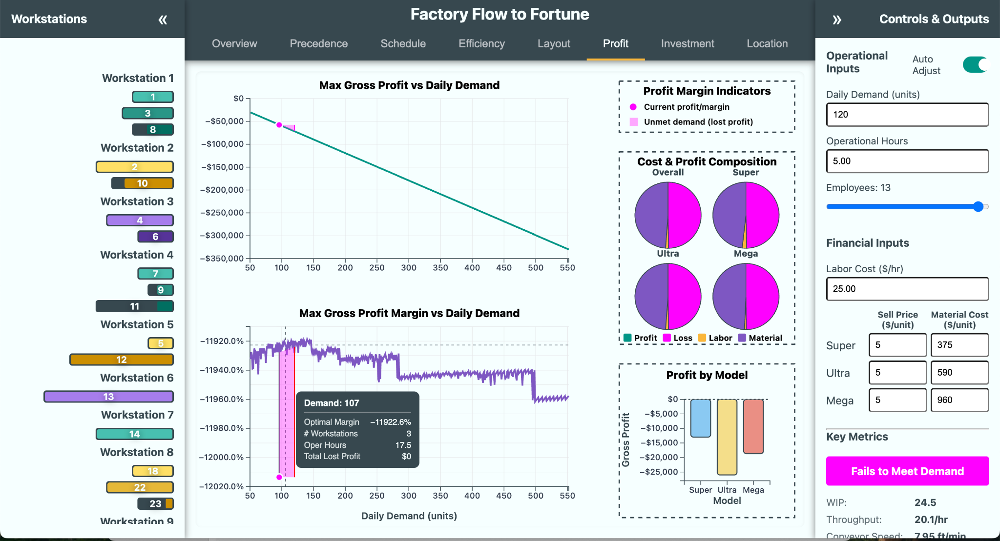 Workstations «
Factory Flow to Fortune
» Controls & Outputs
Overview Precedence Schedule Efficiency Layout Profit Investment Location
Workstation 1
1
3
8
Workstation 2
2
10
Workstation 3
4
6
Workstation 4
7
9
11
Workstation 5
5
12
Workstation 6
13
Workstation 7
14
Workstation 8
18
22
23
Workstation 9
Max Gross Profit vs Daily Demand
$0
−$50,000
−$100,000
−$150,000
−$200,000
−$250,000
−$300,000
−$350,000
50 100 150 200 250 300 350 400 450 500 550
Max Gross Profit Margin vs Daily Demand
−11920.0%
−11940.0%
−11960.0%
−11980.0%
−12000.0%
−12020.0%
50 100 150 200 250 300 350 400 450 500 550
Daily Demand (units)
Demand: 107
Optimal Margin −11922.6%
# Workstations 3
Oper Hours 17.5
Total Lost Profit $0
Profit Margin Indicators
Current profit/margin
Unmet demand (lost profit)
Cost & Profit Composition
Overall Super
Ultra Mega
Profit Loss Labor Material
Profit by Model
Gross Profit
$0
−$5,000
−$10,000
−$15,000
−$20,000
−$25,000
Super Ultra Mega
Model
Operational Inputs
Auto Adjust
Daily Demand (units)
120
Operational Hours
5.00
Employees: 13
Financial Inputs
Labor Cost ($/hr)
25.00
Sell Price ($/unit) Material Cost ($/unit)
Super 5 375
Ultra 5 590
Mega 5 960
Key Metrics
Fails to Meet Demand
WIP: 24.5
Throughput: 20.1/hr
Conveyor Speed: 7.95 ft/min